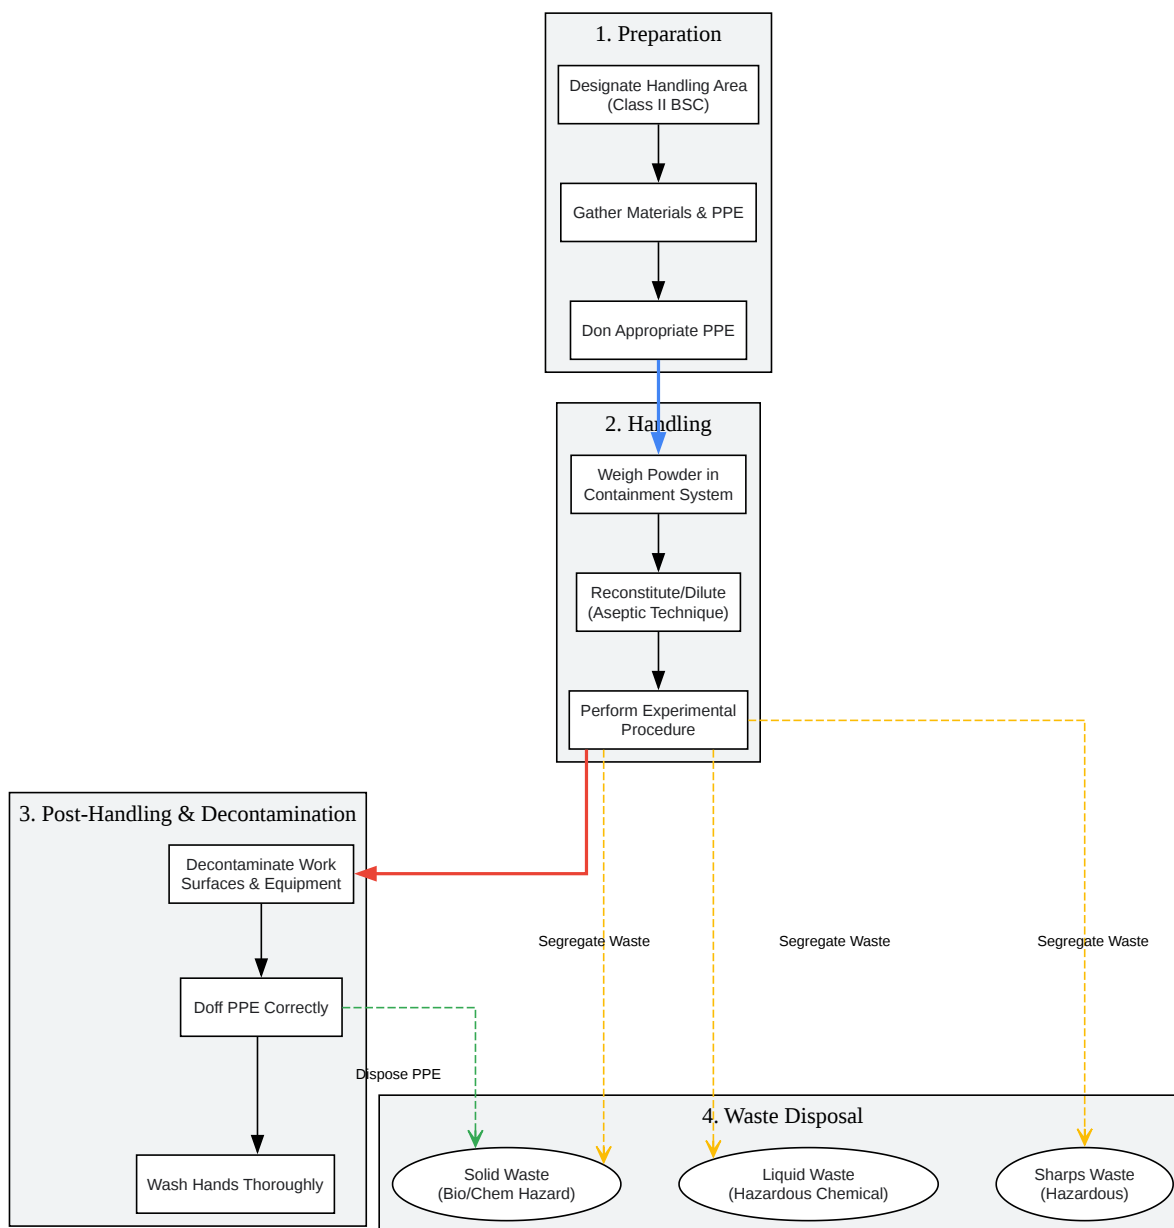 1. Preparation
Designate Handling Area
(Class II BSC)
Gather Materials & PPE
Don Appropriate PPE
2. Handling
Weigh Powder in
Containment System
Reconstitute/Dilute
(Aseptic Technique)
Perform Experimental
Procedure
3. Post-Handling & Decontamination
Decontaminate Work
Surfaces & Equipment
Segregate Waste
Segregate Waste
Segregate Waste
Doff PPE Correctly
Dispose PPE
Wash Hands Thoroughly
4. Waste Disposal
Solid Waste
(Bio/Chem Hazard)
Liquid Waste
(Hazardous Chemical)
Sharps Waste
(Hazardous)